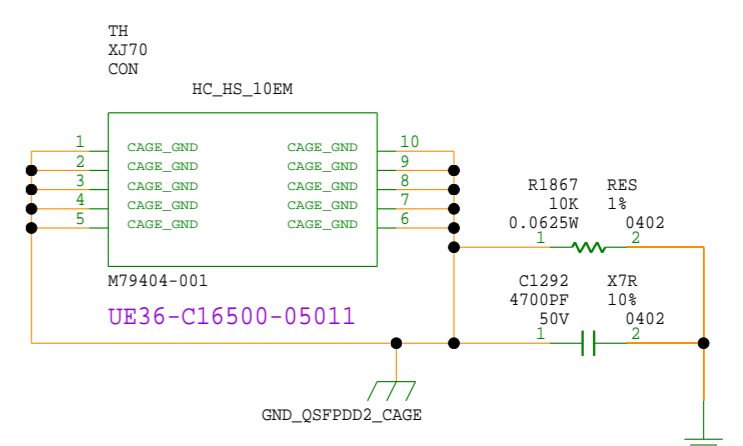 TH
XJ70
CON
HC_HS_10EM
1 CAGE_GND CAGE_GND 10
2 CAGE_GND CAGE_GND 9
3 CAGE_GND CAGE_GND 8
4 CAGE_GND CAGE_GND 7
5 CAGE_GND CAGE_GND 6
M79404-001
UE36-C16500-05011
R1867 RES
10K 1%
0.0625W 0402
1 2
C1292 X7R
4700PF 10%
50V 0402
1 2
GND_QSFPDD2_CAGE